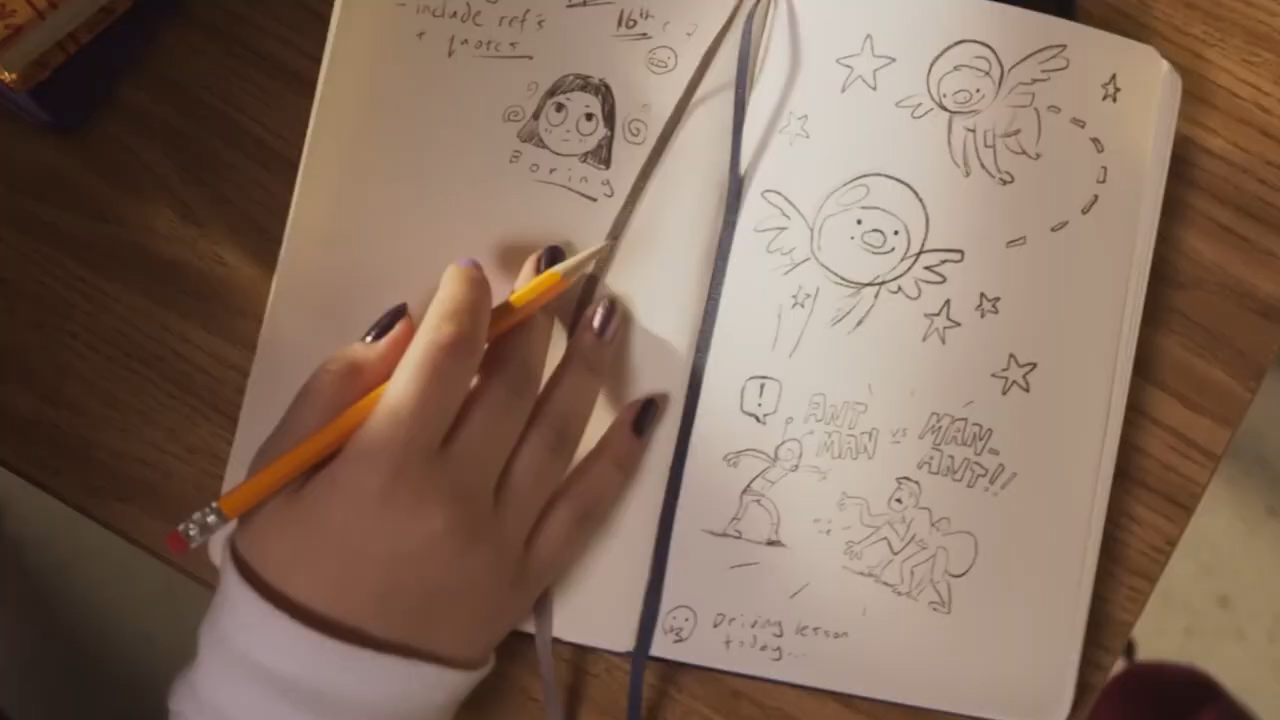 - include ref's
+ quotes
16th
Boring
!
ANT
MAN
vs
MAN-
ANT!!
Driving lesson
today...